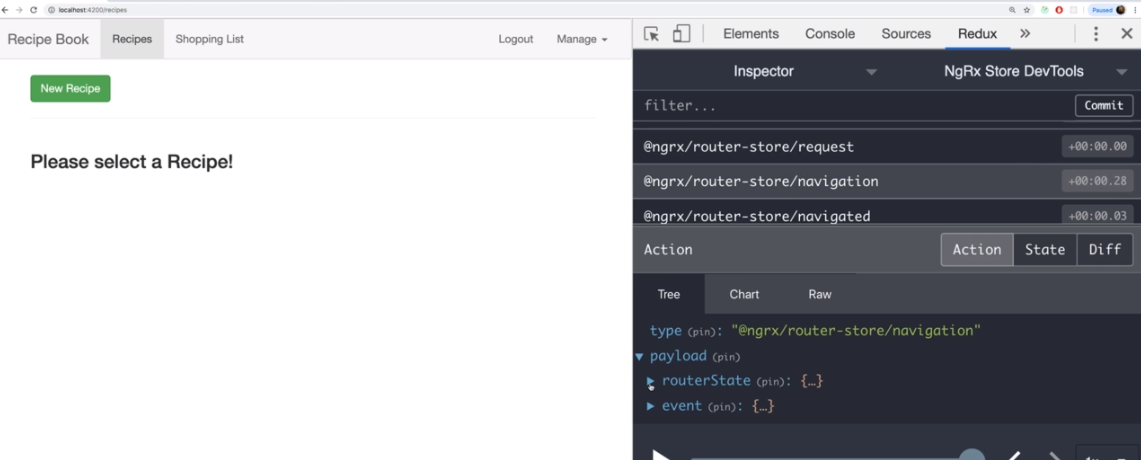 localhost:4200/recipes
Paused
Recipe Book Recipes Shopping List Logout Manage
New Recipe
Please select a Recipe!
Elements Console Sources Redux »
Inspector NgRx Store DevTools
filter... Commit
@ngrx/router-store/request +00:00.00
@ngrx/router-store/navigation +00:00.28
@ngrx/router-store/navigated +00:00.03
Action Action State Diff
Tree Chart Raw
type (pin): "@ngrx/router-store/navigation"
payload (pin)
routerState (pin): {…}
event (pin): {…}